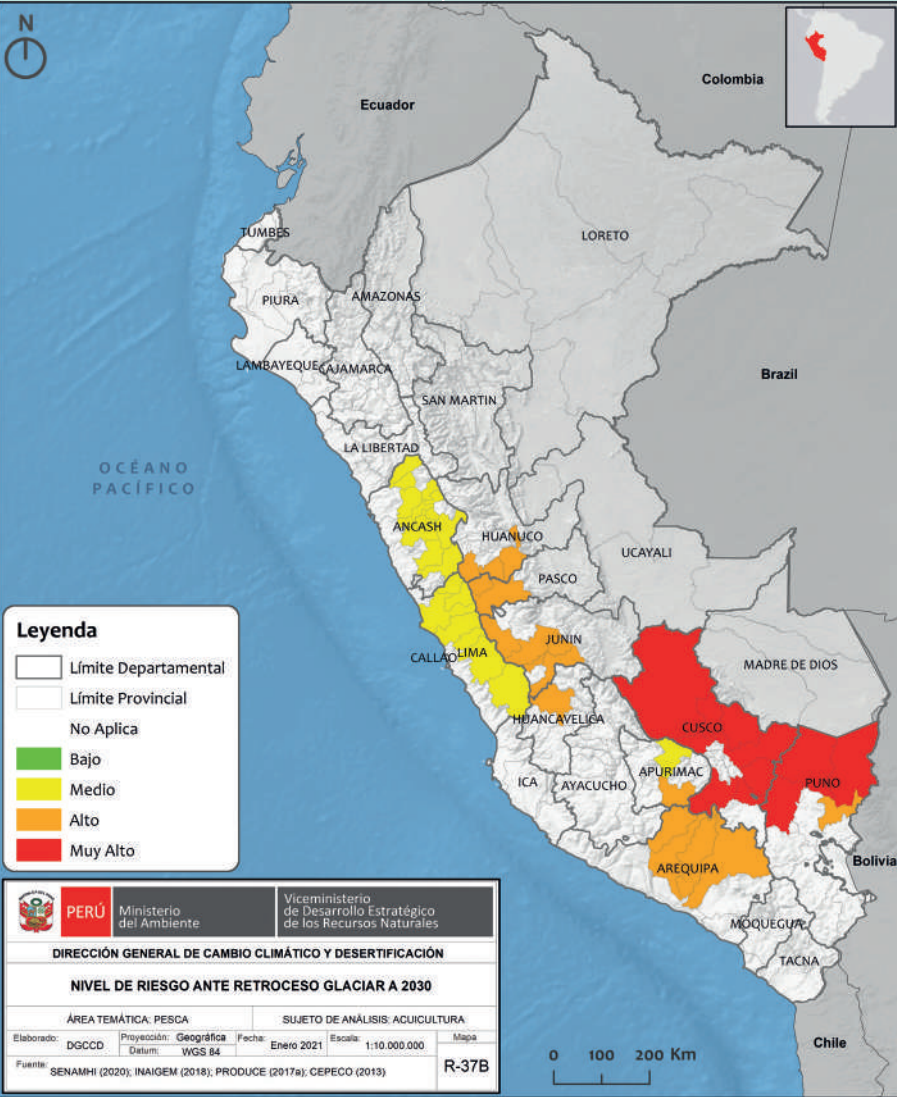 N
Colombia
Ecuador
TUMBES
LORETO
PIURA
AMAZONAS
LAMBAYEQUE
CAJAMARCA
Brazil
SAN MARTIN
LA LIBERTAD
OCÉANO
PACÍFICO
ANCASH
HUANUCO
UCAYALI
PASCO
JUNIN
CALLAO
LIMA
MADRE DE DIOS
HUANCAVELICA
CUSCO
ICA
AYACUCHO
APURIMAC
PUNO
Bolivia
AREQUIPA
MOQUEGUA
TACNA
Chile
0 100 200 Km
Leyenda
Límite Departamental
Límite Provincial
No Aplica
Bajo
Medio
Alto
Muy Alto
PERÚ
Ministerio
del Ambiente
Viceministerio
de Desarrollo Estratégico
de los Recursos Naturales
DIRECCIÓN GENERAL DE CAMBIO CLIMÁTICO Y DESERTIFICACIÓN
NIVEL DE RIESGO ANTE RETROCESO GLACIAR A 2030
ÁREA TEMÁTICA: PESCA
SUJETO DE ANÁLISIS: ACUICULTURA
Elaborado: DGCCD
Proyección: Geográfica
Datum: WGS 84
Fecha: Enero 2021
Escala: 1:10.000.000
Mapa
R-37B
Fuente: SENAMHI (2020); INAIGEM (2018); PRODUCE (2017a); CEPECO (2013)